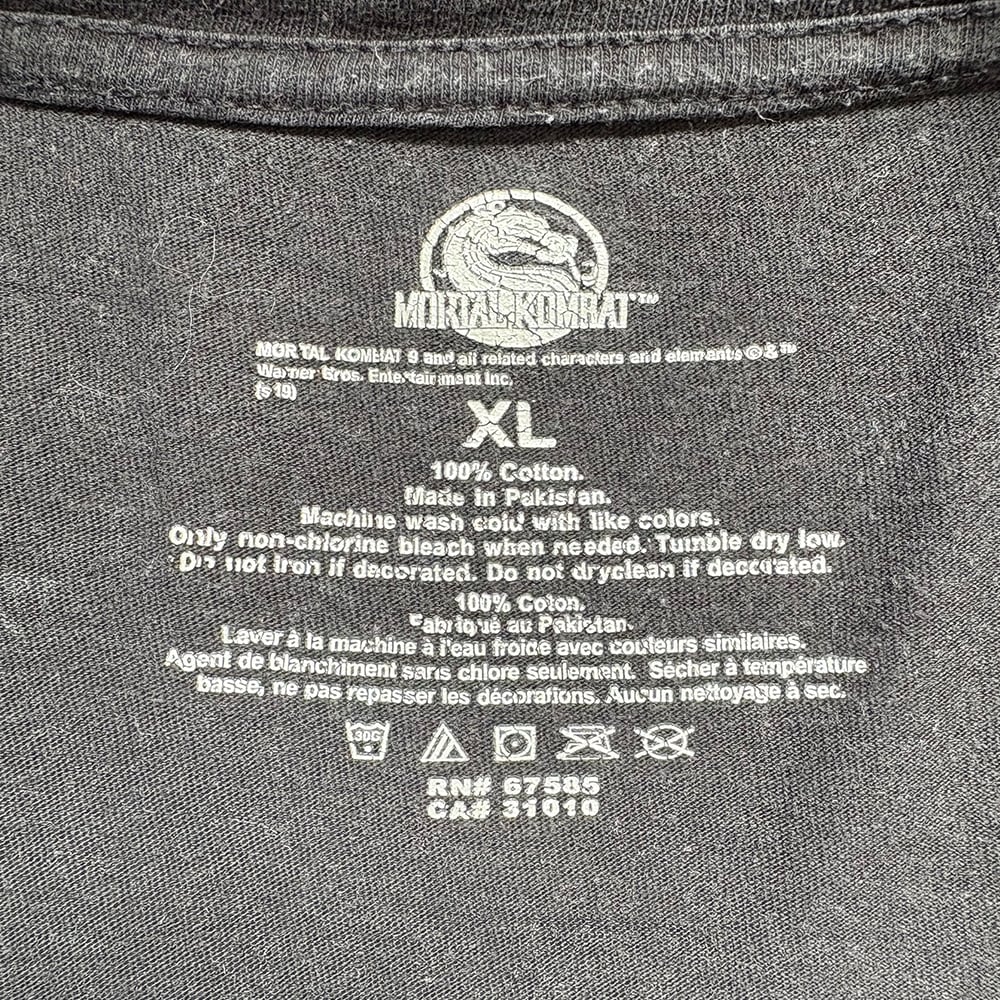 MORTAL KOMBAT™
MORTAL KOMBAT 9 and all related characters and elements © & ™
Warner Bros. Entertainment Inc.
(s 19)
XL
100% Cotton.
Made in Pakistan.
Machine wash cold with like colors.
Only non-chlorine bleach when needed. Tumble dry low.
Do not iron if decorated. Do not dryclean if decorated.
100% Coton.
Fabriqué au Pakistan.
Laver à la machine à l'eau froide avec couleurs similaires.
Agent de blanchiment sans chlore seulement. Sécher à température
basse, ne pas repasser les décorations. Aucun nettoyage à sec.
30C
RN# 67585
CA# 31010